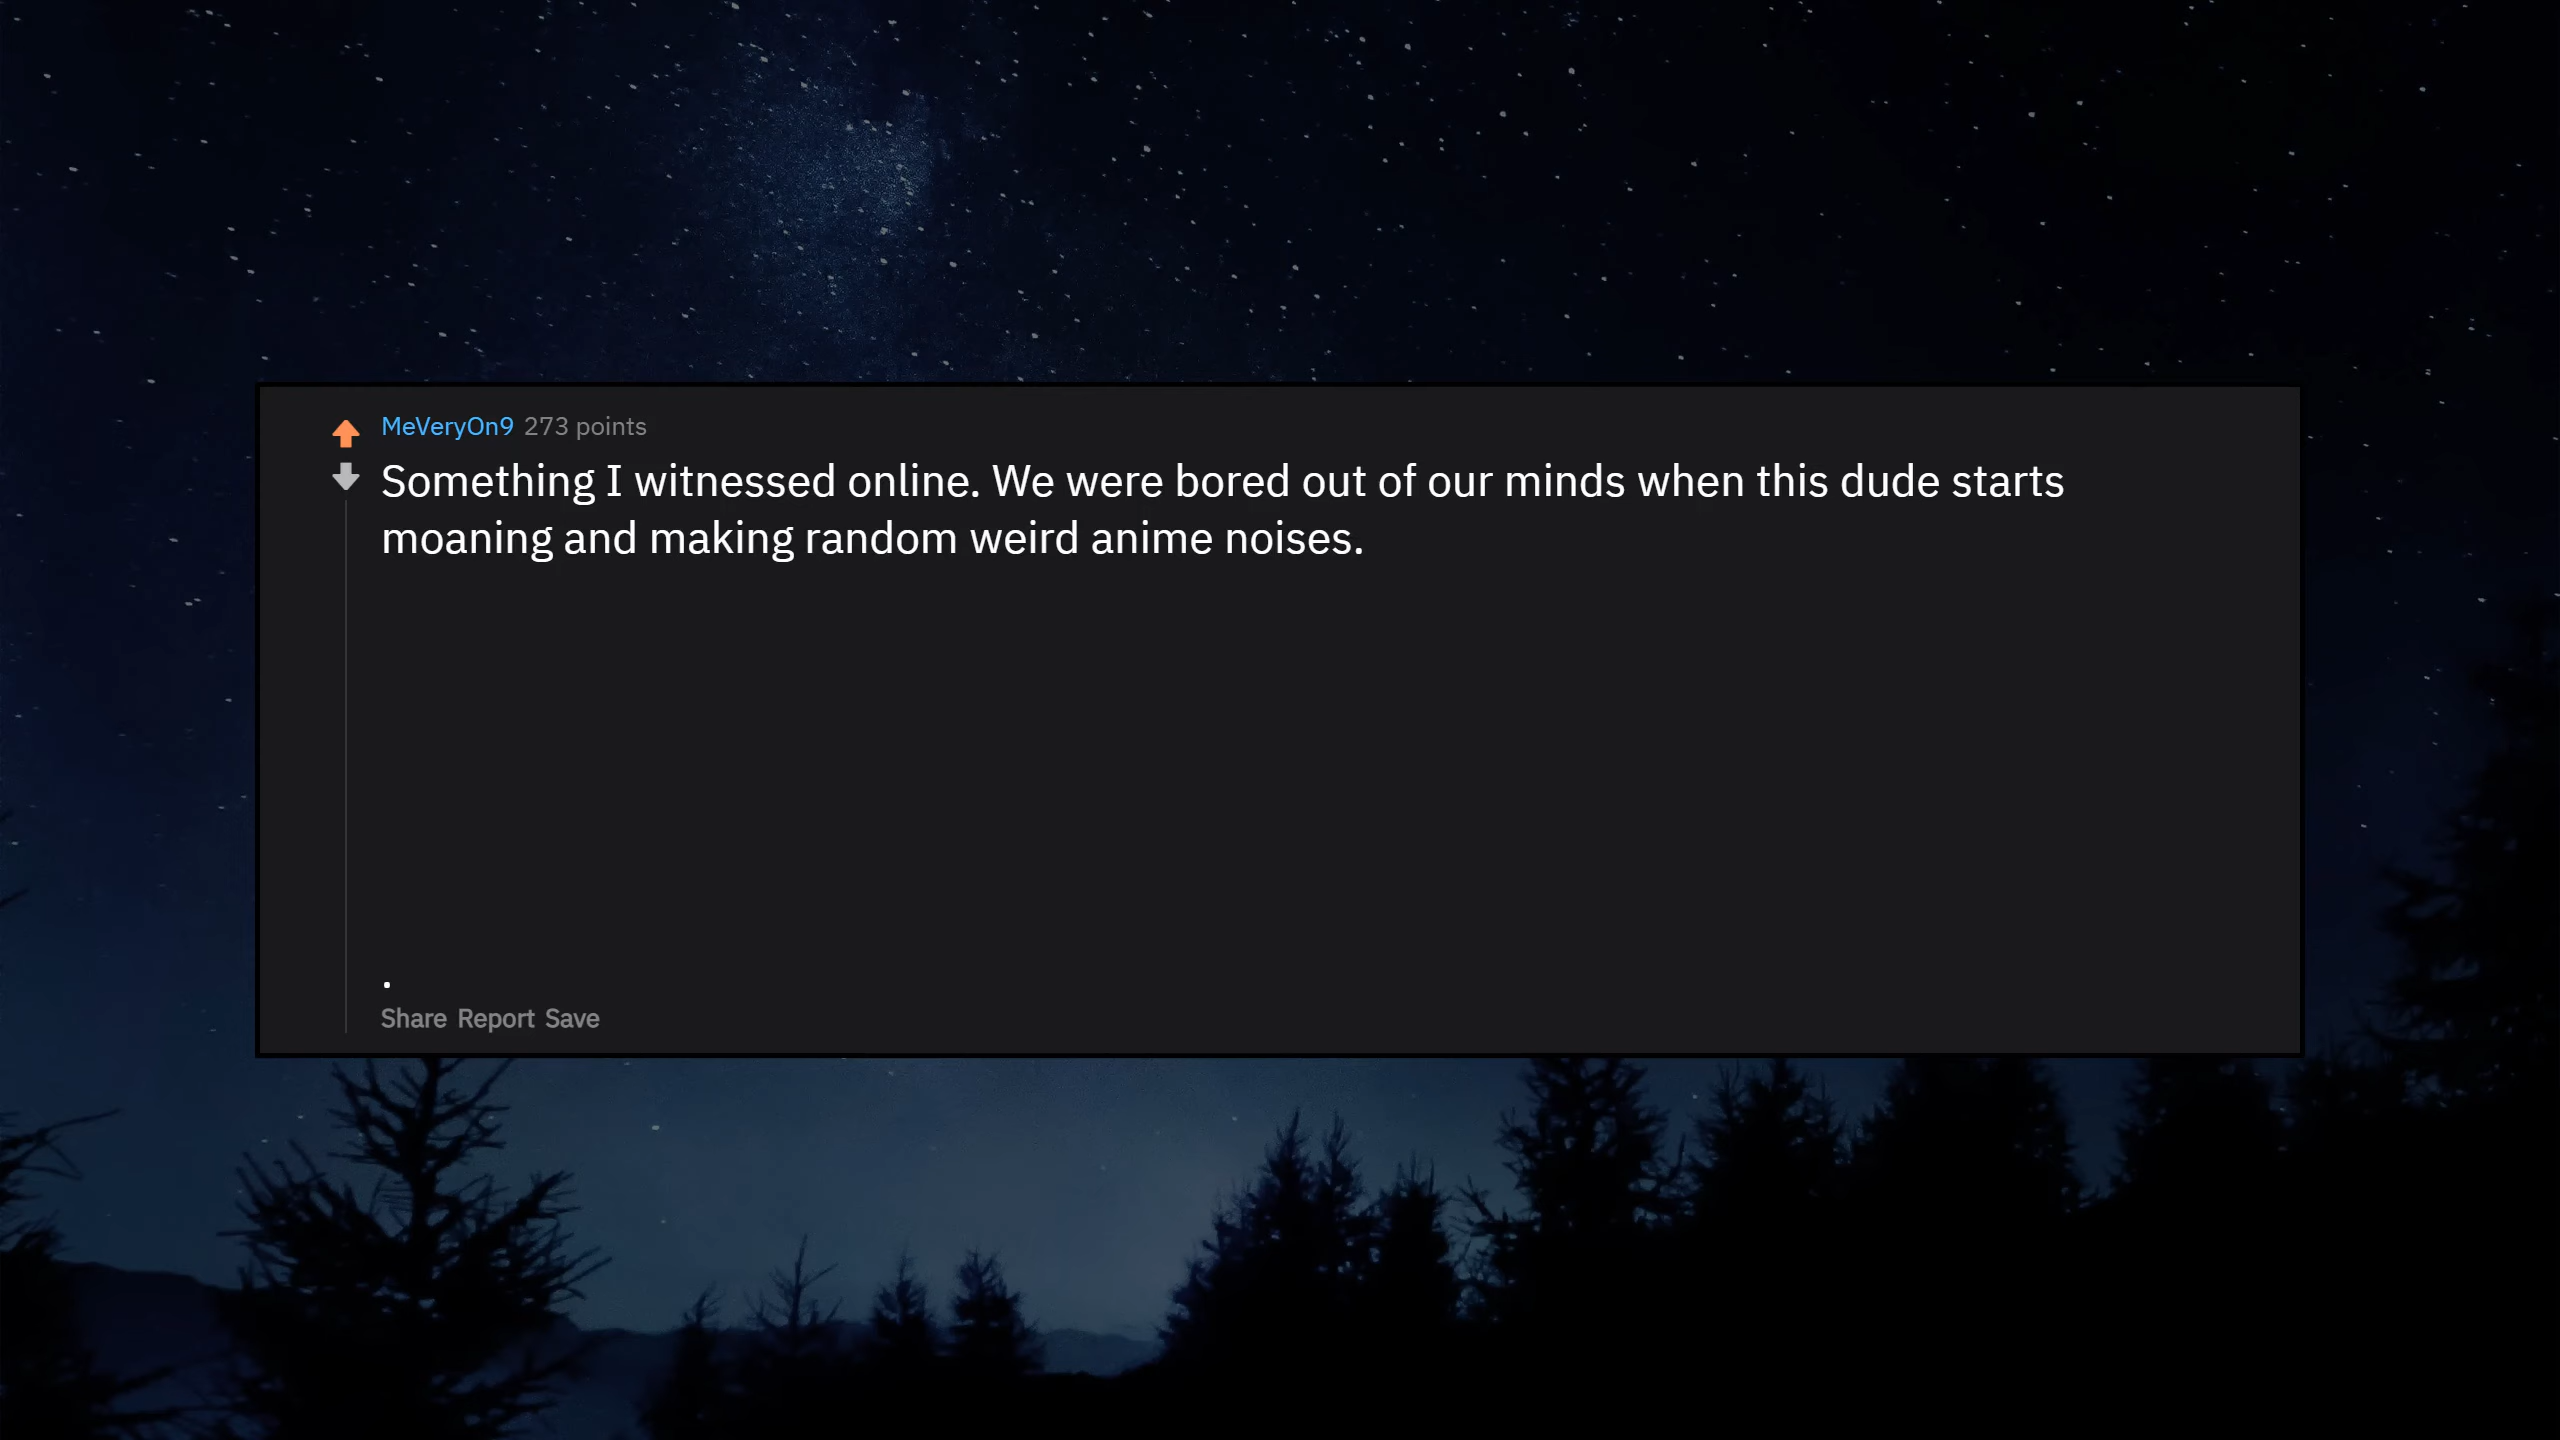 MeVeryOn9 273 points
Something I witnessed online. We were bored out of our minds when this dude starts
moaning and making random weird anime noises.
.
Share Report Save